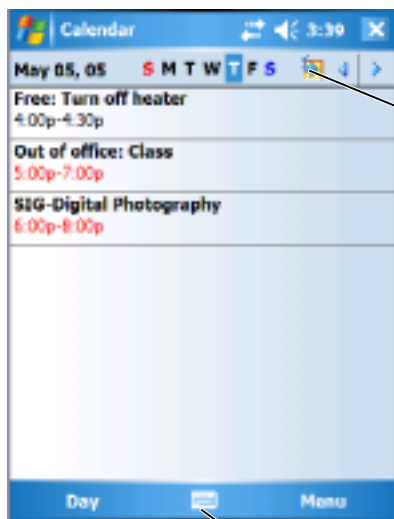 Calendar 3:39
May 05, 05 S M T W T F S
Free: Turn off heater
4:00p-4:30p
Out of office: Class
5:00p-7:00p
SIG-Digital Photography
6:00p-8:00p
Day Menu